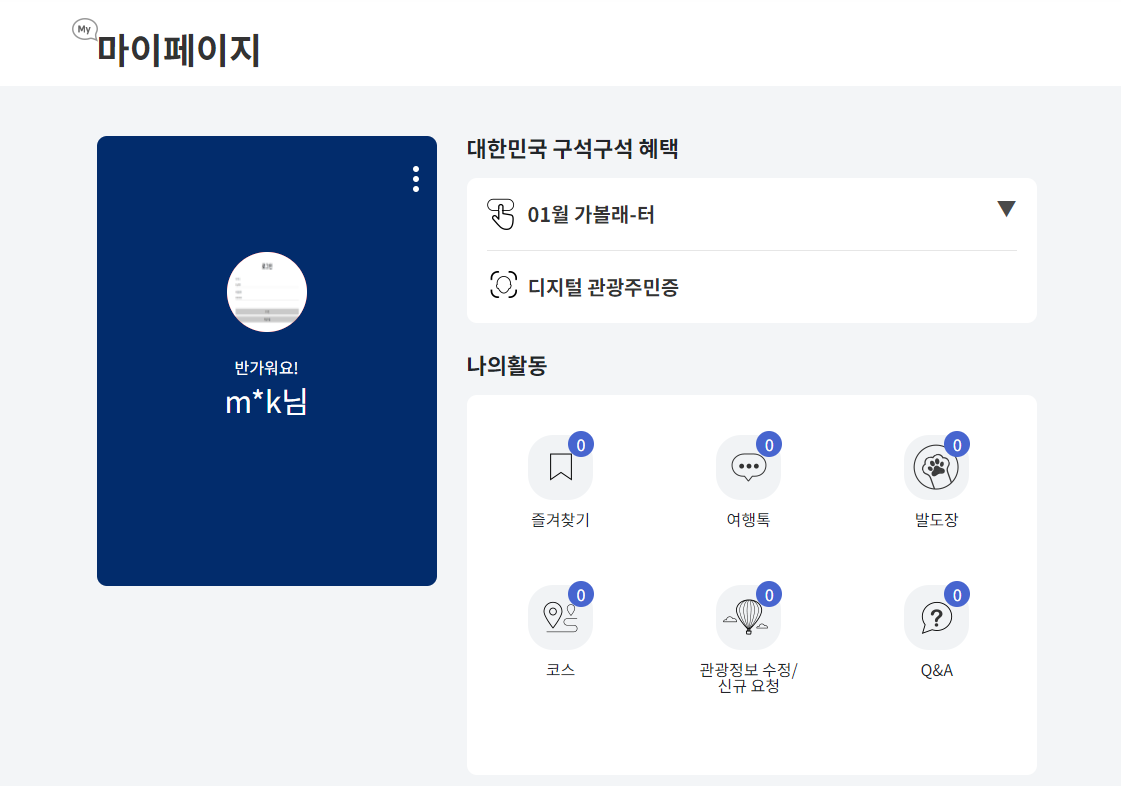 My
마이페이지
반가워요!
m*k님
대한민국 구석구석 혜택
01월 가볼래-터
▼
디지털 관광주민증
나의활동
0
즐겨찾기
0
여행톡
0
발도장
0
코스
0
관광정보 수정/
신규 요청
0
?
Q&A